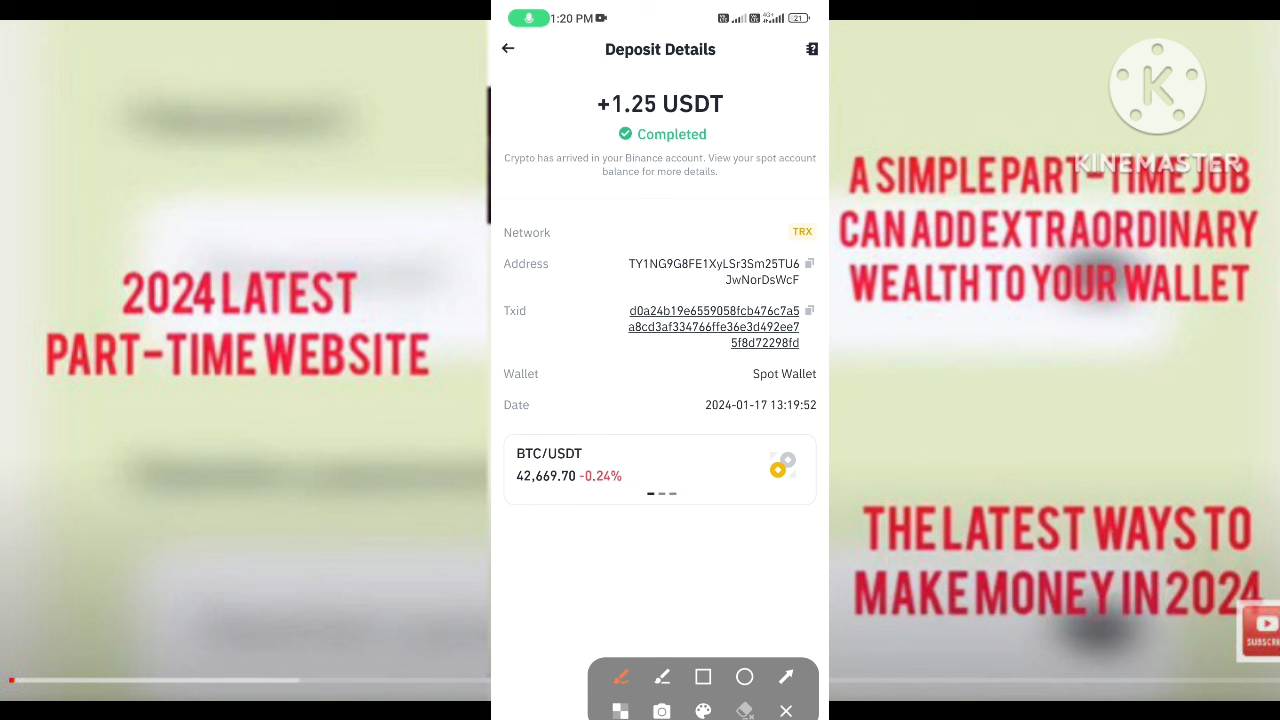 1:20 PM
4G+
21
Deposit Details
+1.25 USDT
Completed
Crypto has arrived in your Binance account. View your spot account
balance for more details.
Network
TRX
Address
TY1NG9G8FE1XyLSr3Sm25TU6
JwNorDsWcF
Txid
d0a24b19e6559058fcb476c7a5
a8cd3af334766ffe36e3d492ee7
5f8d72298fd
Wallet
Spot Wallet
Date
2024-01-17 13:19:52
BTC/USDT
42,669.70 -0.24%
2024 LATEST
PART-TIME WEBSITE
K
KINEMASTER
A SIMPLE PART-TIME JOB
CAN ADD EXTRAORDINARY
WEALTH TO YOUR WALLET
THE LATEST WAYS TO
MAKE MONEY IN 2024
SUBSCRI